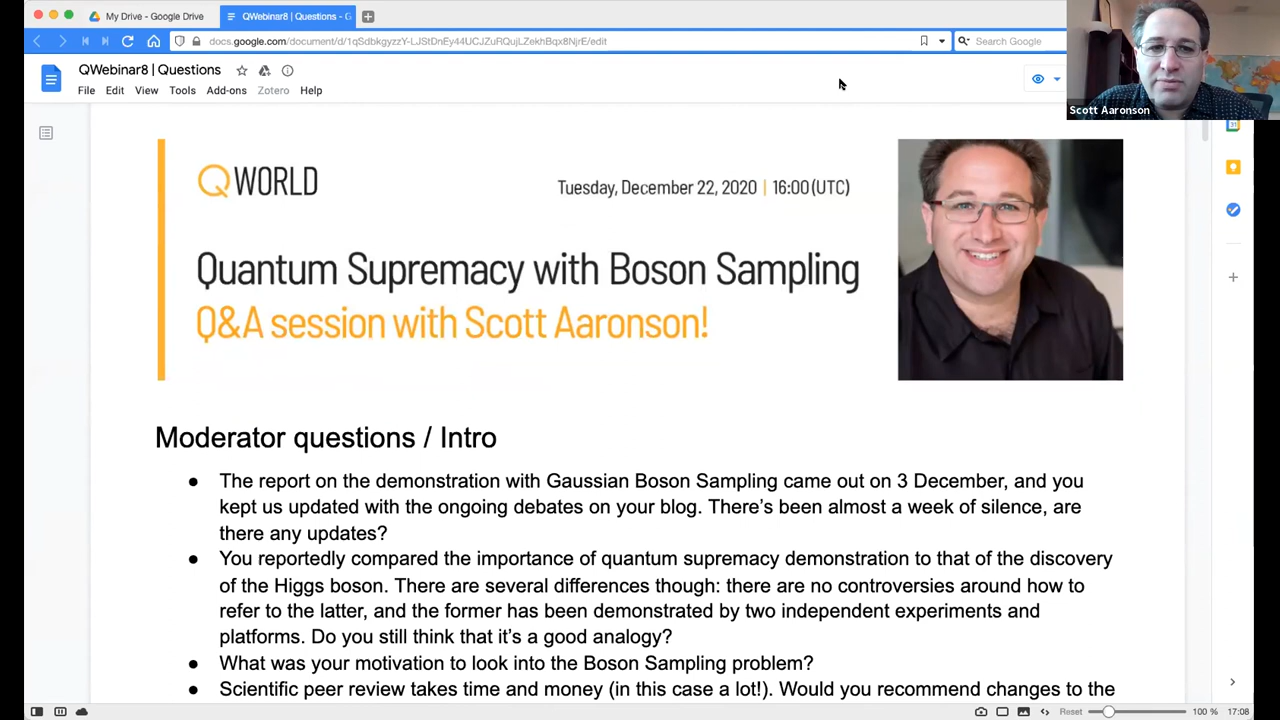 My Drive - Google Drive
QWebinar8 | Questions - G
docs.google.com/document/d/1qSdbkgyzzY-LJStDnEy44UCJZuRQujLZekhBqx8NjrE/edit
Search Google
QWebinar8 | Questions
File Edit View Tools Add-ons Zotero Help
Scott Aaronson
QWORLD
Tuesday, December 22, 2020 | 16:00 (UTC)
Quantum Supremacy with Boson Sampling
Q&A session with Scott Aaronson!
Moderator questions / Intro
● The report on the demonstration with Gaussian Boson Sampling came out on 3 December, and you
kept us updated with the ongoing debates on your blog. There's been almost a week of silence, are
there any updates?
● You reportedly compared the importance of quantum supremacy demonstration to that of the discovery
of the Higgs boson. There are several differences though: there are no controversies around how to
refer to the latter, and the former has been demonstrated by two independent experiments and
platforms. Do you still think that it's a good analogy?
● What was your motivation to look into the Boson Sampling problem?
● Scientific peer review takes time and money (in this case a lot!). Would you recommend changes to the
Reset 100 % 17:08